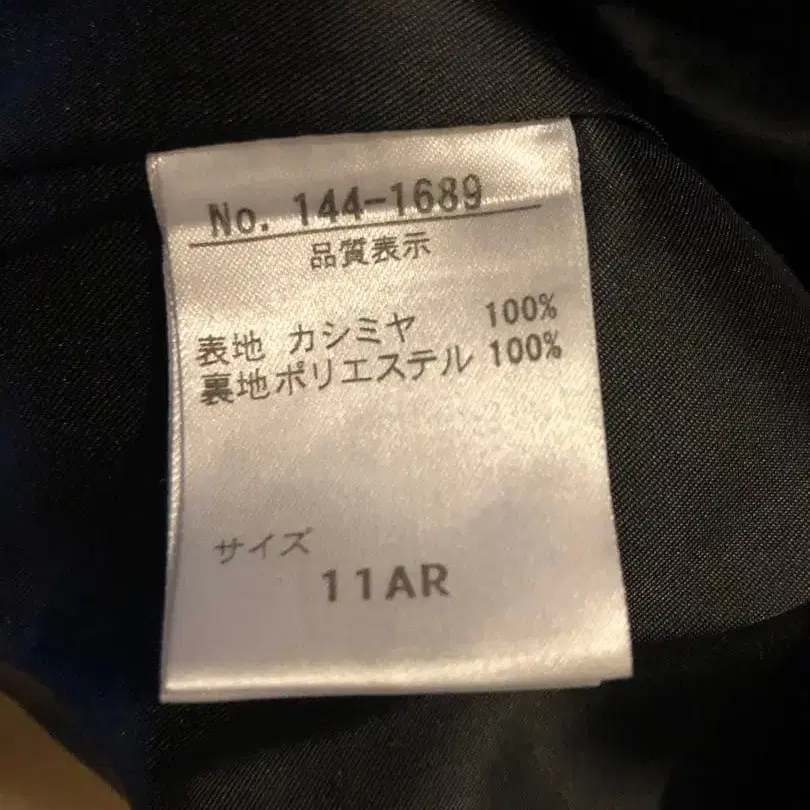 No. 144-1689
品質表示
表地 カシミヤ 100%
裏地ポリエステル 100%
サイズ
11AR